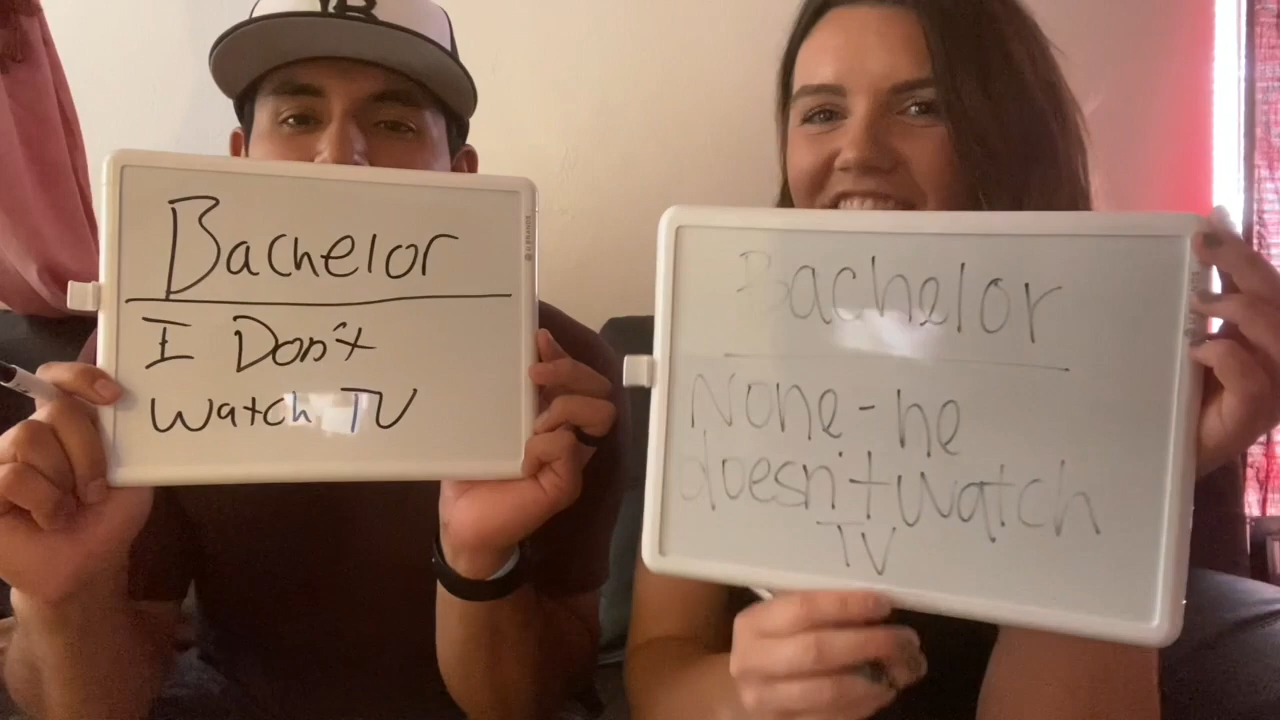 Bachelor
I Don't
Watch TV
Bachelor
None - he
doesn't watch
TV